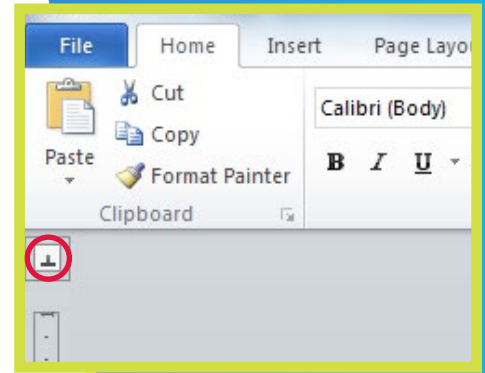 File Home Insert Page Layou
Cut
Calibri (Body)
Copy
Paste
Format Painter
B I U
Clipboard